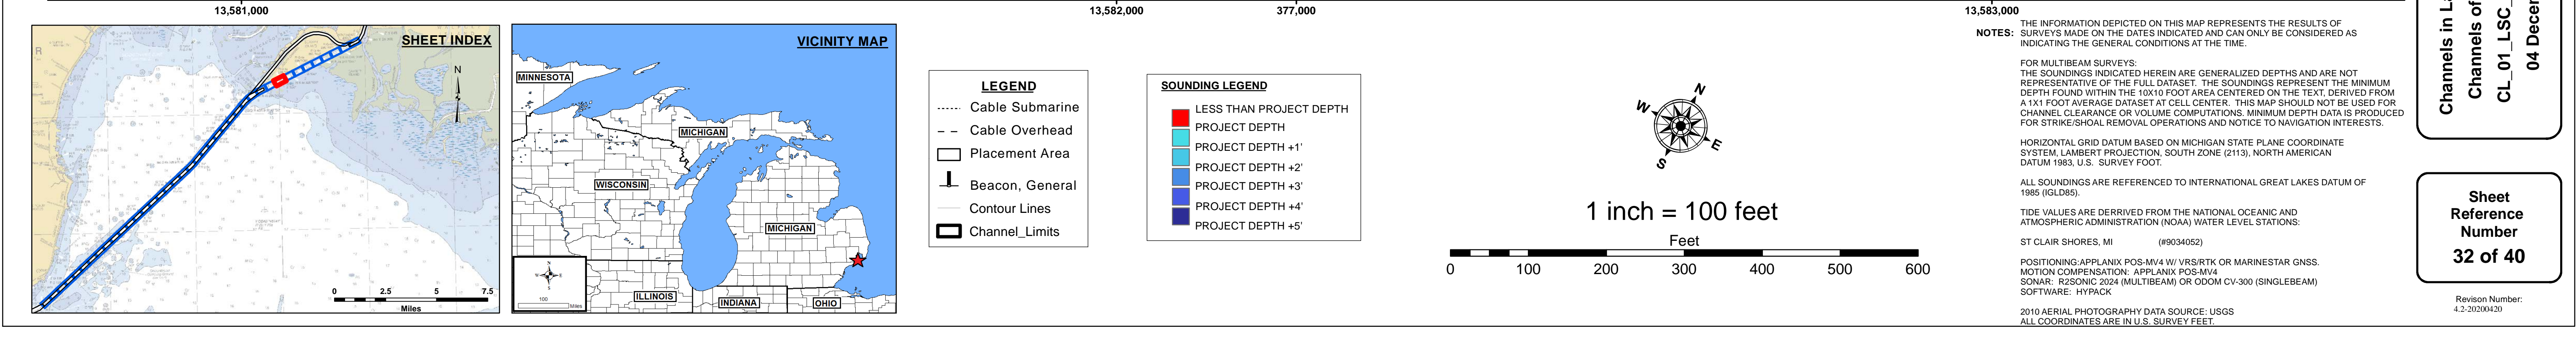 13,581,000
13,582,000
377,000
13,583,000
SHEET INDEX
R
N
0 2.5 5 7.5
Miles
VICINITY MAP
MINNESOTA
MICHIGAN
WISCONSIN
MICHIGAN
ILLINOIS
INDIANA
OHIO
N
W E
S
100
Miles
LEGEND
Cable Submarine
Cable Overhead
Placement Area
Beacon, General
Contour Lines
Channel_Limits
SOUNDING LEGEND
LESS THAN PROJECT DEPTH
PROJECT DEPTH
PROJECT DEPTH +1'
PROJECT DEPTH +2'
PROJECT DEPTH +3'
PROJECT DEPTH +4'
PROJECT DEPTH +5'
N
W
E
S
1 inch = 100 feet
Feet
0 100 200 300 400 500 600
NOTES:
THE INFORMATION DEPICTED ON THIS MAP REPRESENTS THE RESULTS OF
SURVEYS MADE ON THE DATES INDICATED AND CAN ONLY BE CONSIDERED AS
INDICATING THE GENERAL CONDITIONS AT THE TIME.
FOR MULTIBEAM SURVEYS:
THE SOUNDINGS INDICATED HEREIN ARE GENERALIZED DEPTHS AND ARE NOT
REPRESENTATIVE OF THE FULL DATASET. THE SOUNDINGS REPRESENT THE MINIMUM
DEPTH FOUND WITHIN THE 10X10 FOOT AREA CENTERED ON THE TEXT, DERIVED FROM
A 1X1 FOOT AVERAGE DATASET AT CELL CENTER. THIS MAP SHOULD NOT BE USED FOR
CHANNEL CLEARANCE OR VOLUME COMPUTATIONS. MINIMUM DEPTH DATA IS PRODUCED
FOR STRIKE/SHOAL REMOVAL OPERATIONS AND NOTICE TO NAVIGATION INTERESTS.
HORIZONTAL GRID DATUM BASED ON MICHIGAN STATE PLANE COORDINATE
SYSTEM, LAMBERT PROJECTION, SOUTH ZONE (2113), NORTH AMERICAN
DATUM 1983, U.S. SURVEY FOOT.
ALL SOUNDINGS ARE REFERENCED TO INTERNATIONAL GREAT LAKES DATUM OF
1985 (IGLD85).
TIDE VALUES ARE DERRIVED FROM THE NATIONAL OCEANIC AND
ATMOSPHERIC ADMINISTRATION (NOAA) WATER LEVEL STATIONS:
ST CLAIR SHORES, MI (#9034052)
POSITIONING:APPLANIX POS-MV4 W/ VRS/RTK OR MARINESTAR GNSS.
MOTION COMPENSATION: APPLANIX POS-MV4
SONAR: R2SONIC 2024 (MULTIBEAM) OR ODOM CV-300 (SINGLEBEAM)
SOFTWARE: HYPACK
2010 AERIAL PHOTOGRAPHY DATA SOURCE: USGS
ALL COORDINATES ARE IN U.S. SURVEY FEET.
Channels in La
Channels of
CL_01_LSC_
04 Decem
Sheet
Reference
Number
32 of 40
Revison Number:
4.2-20200420